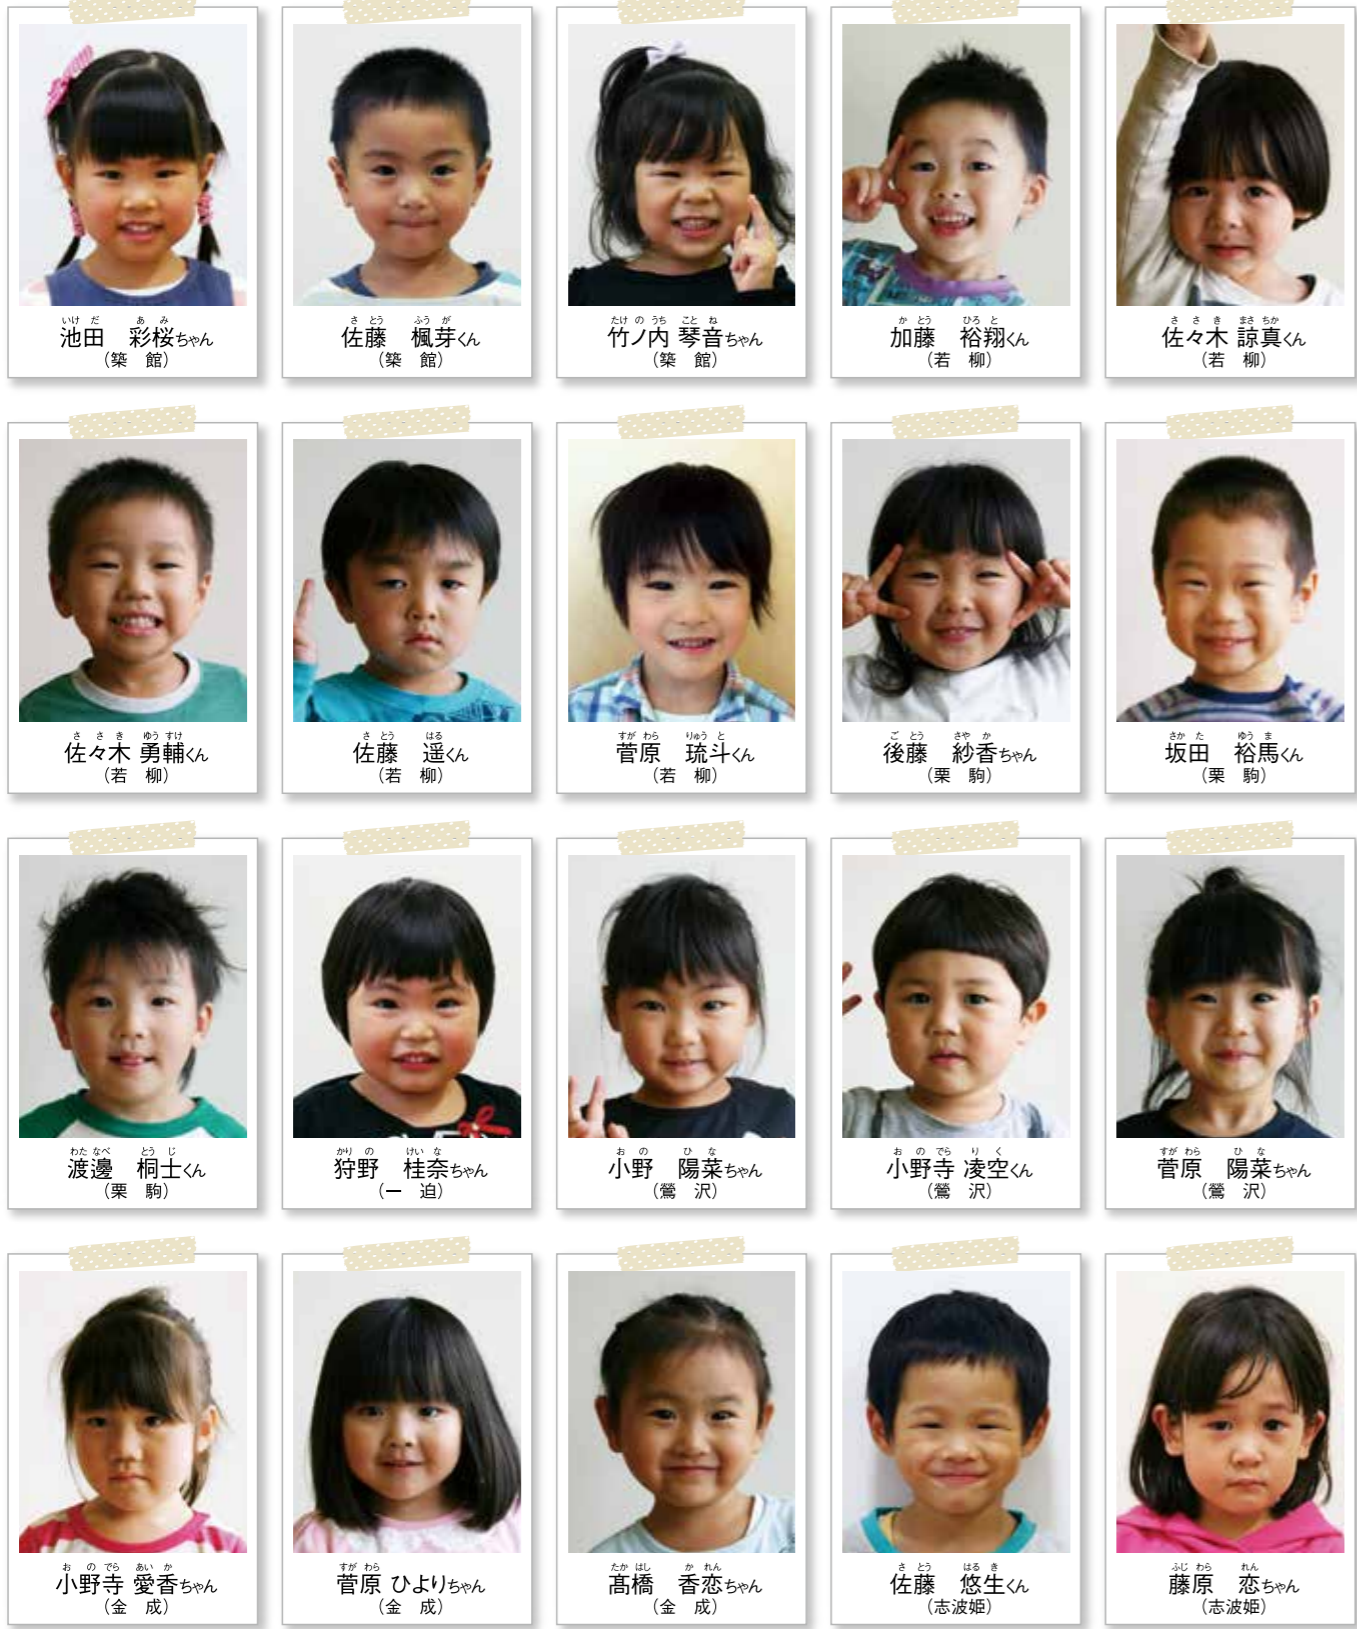 いけ だ あ み
池田 彩桜ちゃん
(築 館)
さ とう ふう が
佐藤 楓芽くん
(築 館)
たけ の うち こと ね
竹ノ内 琴音ちゃん
(築 館)
か とう ひろ と
加藤 裕翔くん
(若 柳)
さ さ き まさ ちか
佐々木 諒真くん
(若 柳)
さ さ き ゆう すけ
佐々木 勇輔くん
(若 柳)
さ とう はる
佐藤 遥くん
(若 柳)
すが わら りゅう と
菅原 琉斗くん
(若 柳)
ご とう さや か
後藤 紗香ちゃん
(栗 駒)
さか た ゆう ま
坂田 裕馬くん
(栗 駒)
わた なべ とう じ
渡邊 桐士くん
(栗 駒)
かり の けい な
狩野 桂奈ちゃん
(一 迫)
お の ひ な
小野 陽菜ちゃん
(鶯 沢)
お の でら り く
小野寺 凌空くん
(鶯 沢)
すが わら ひ な
菅原 陽菜ちゃん
(鶯 沢)
お の でら あい か
小野寺 愛香ちゃん
(金 成)
すが わら
菅原 ひよりちゃん
(金 成)
たか はし か れん
髙橋 香恋ちゃん
(金 成)
さ とう はる き
佐藤 悠生くん
(志波姫)
ふじ わら れん
藤原 恋ちゃん
(志波姫)